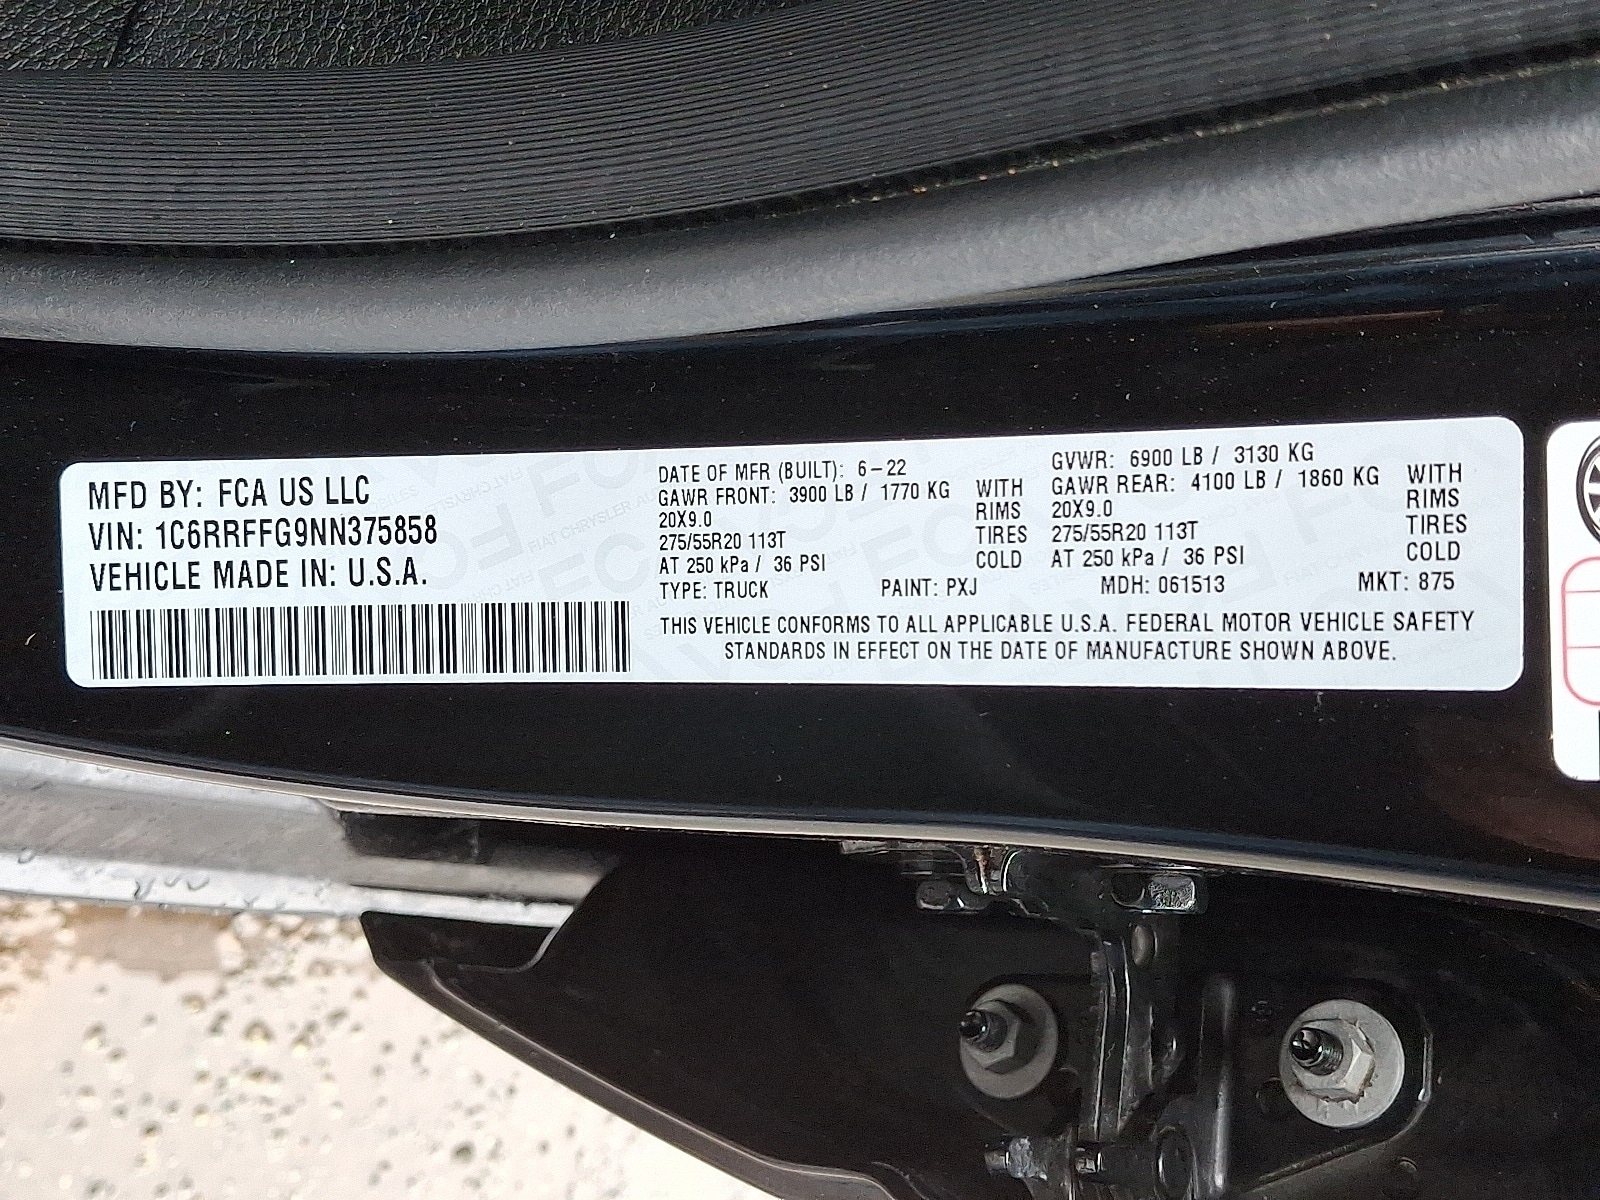 MFD BY: FCA US LLC
VIN: 1C6RRFFG9NN375858
VEHICLE MADE IN: U.S.A.
DATE OF MFR (BUILT): 6-22
GAWR FRONT: 3900 LB / 1770 KG WITH
20X9.0 RIMS
275/55R20 113T TIRES
AT 250 kPa / 36 PSI COLD
GVWR: 6900 LB / 3130 KG
GAWR REAR: 4100 LB / 1860 KG WITH
20X9.0 RIMS
275/55R20 113T TIRES
AT 250 kPa / 36 PSI COLD
TYPE: TRUCK PAINT: PXJ MDH: 061513 MKT: 875
THIS VEHICLE CONFORMS TO ALL APPLICABLE U.S.A. FEDERAL MOTOR VEHICLE SAFETY
STANDARDS IN EFFECT ON THE DATE OF MANUFACTURE SHOWN ABOVE.